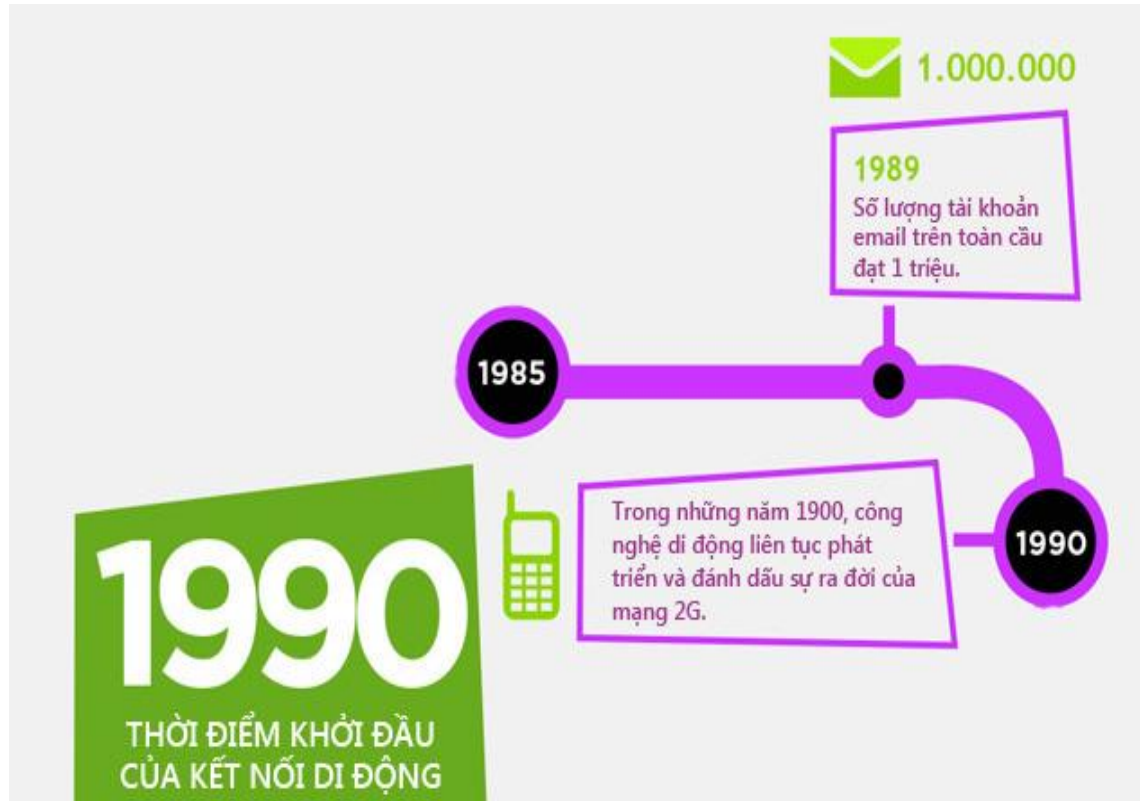 1.000.000
1989
Số lượng tài khoản
email trên toàn cầu
đạt 1 triệu.
1985
Trong những năm 1900, công
nghệ di động liên tục phát
triển và đánh dấu sự ra đời của
mạng 2G.
1990
1990
THỜI ĐIỂM KHỞI ĐẦU
CỦA KẾT NỐI DI ĐỘNG